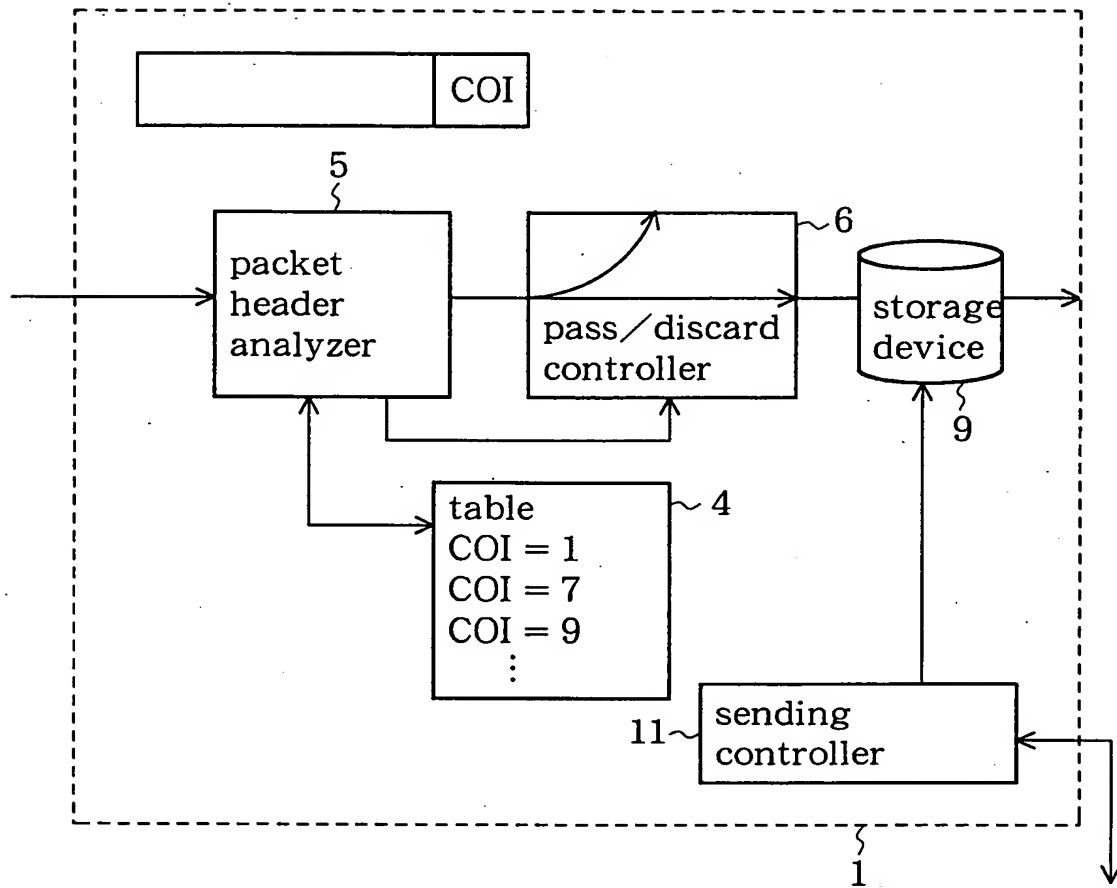 COI
5
packet
header
analyzer
6
pass/discard
controller
storage
device
9
table
COI = 1
COI = 7
COI = 9
⋮
4
11
sending
controller
1